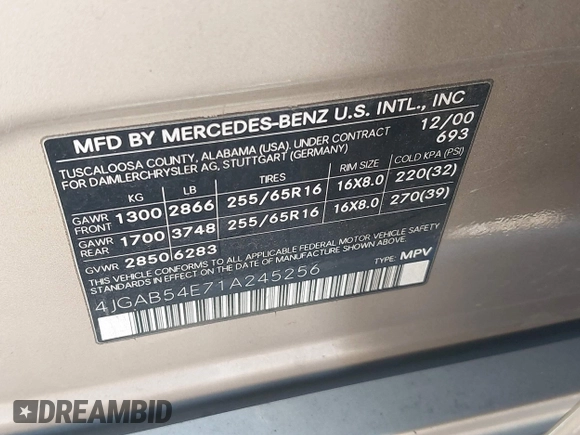 MFD BY MERCEDES-BENZ U.S. INTL., INC
TUSCALOOSA COUNTY, ALABAMA (USA). UNDER CONTRACT 12/00
FOR DAIMLERCHRYSLER AG, STUTTGART (GERMANY) 693
KG LB TIRES RIM SIZE COLD KPA (PSI)
GAWR FRONT 1300 2866 255/65R16 16X8.0 220(32)
GAWR REAR 1700 3748 255/65R16 16X8.0 270(39)
GVWR 2850 6283
THIS VEHICLE CONFORMS TO ALL APPLICABLE FEDERAL MOTOR VEHICLE SAFETY
STANDARDS IN EFFECT ON THE DATE OF MANUFACTURE SHOWN ABOVE.
4JGAB54E71A245256 TYPE: MPV
DREAMBID